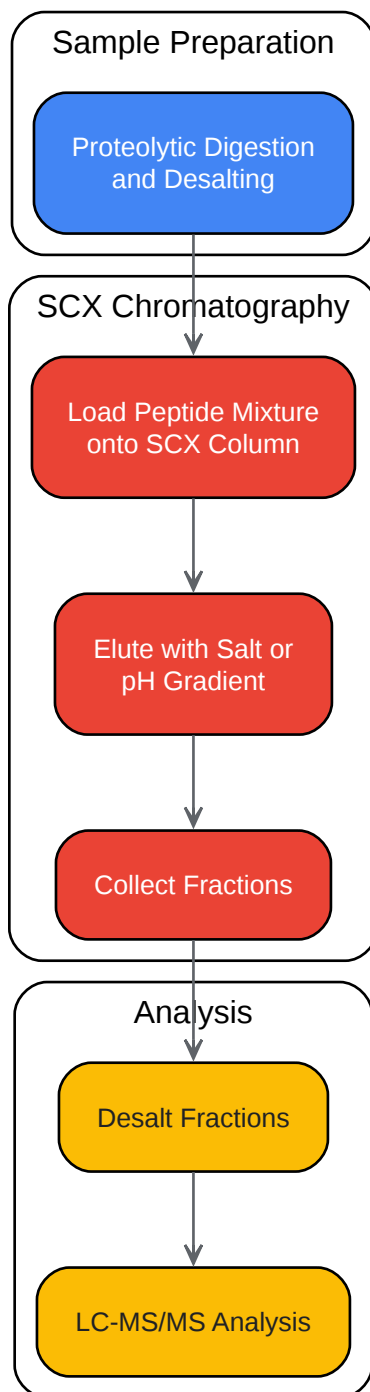 Sample Preparation
Proteolytic Digestion
and Desalting
SCX Chromatography
Load Peptide Mixture
onto SCX Column
Elute with Salt or
pH Gradient
Collect Fractions
Analysis
Desalt Fractions
LC-MS/MS Analysis